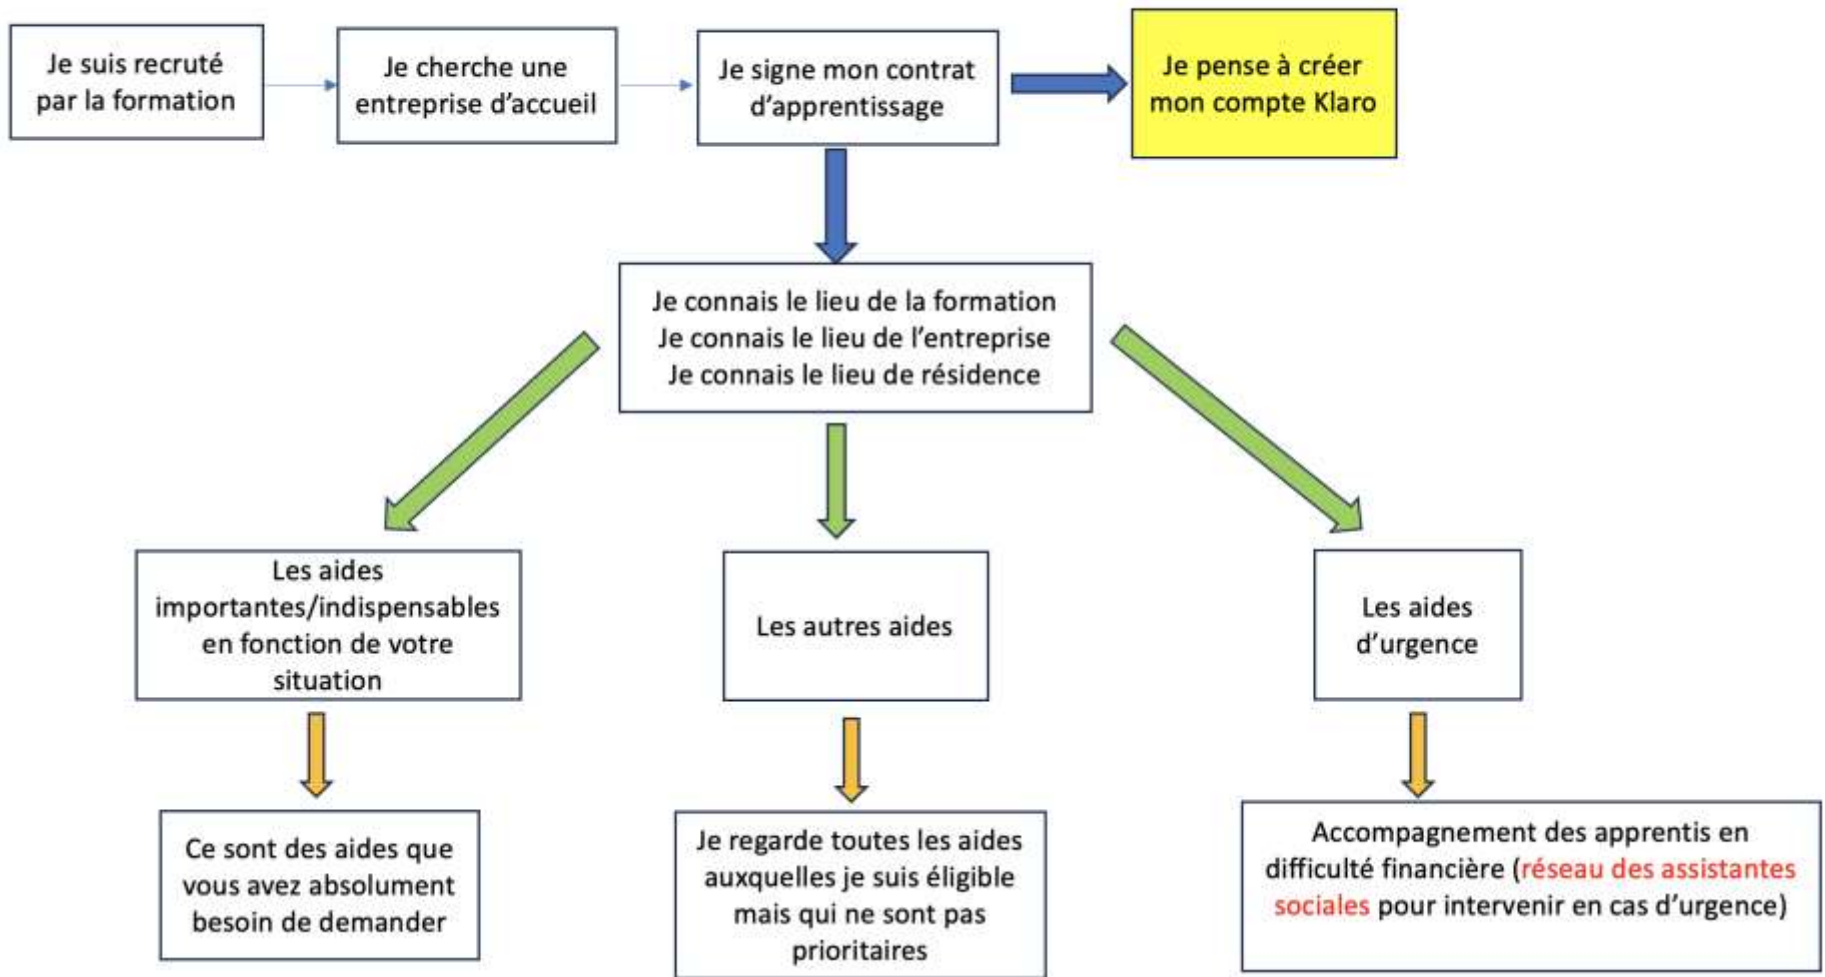 Je suis recruté
par la formation
Je cherche une
entreprise d'accueil
Je signe mon contrat
d'apprentissage
Je pense à créer
mon compte Klaro
Je connais le lieu de la formation
Je connais le lieu de l'entreprise
Je connais le lieu de résidence
Les aides
importantes/indispensables
en fonction de votre
situation
Les autres aides
Les aides
d'urgence
Ce sont des aides que
vous avez absolument
besoin de demander
Je regarde toutes les aides
auxquelles je suis éligible
mais qui ne sont pas
prioritaires
Accompagnement des apprentis en
difficulté financière (réseau des assistantes
sociales pour intervenir en cas d'urgence)